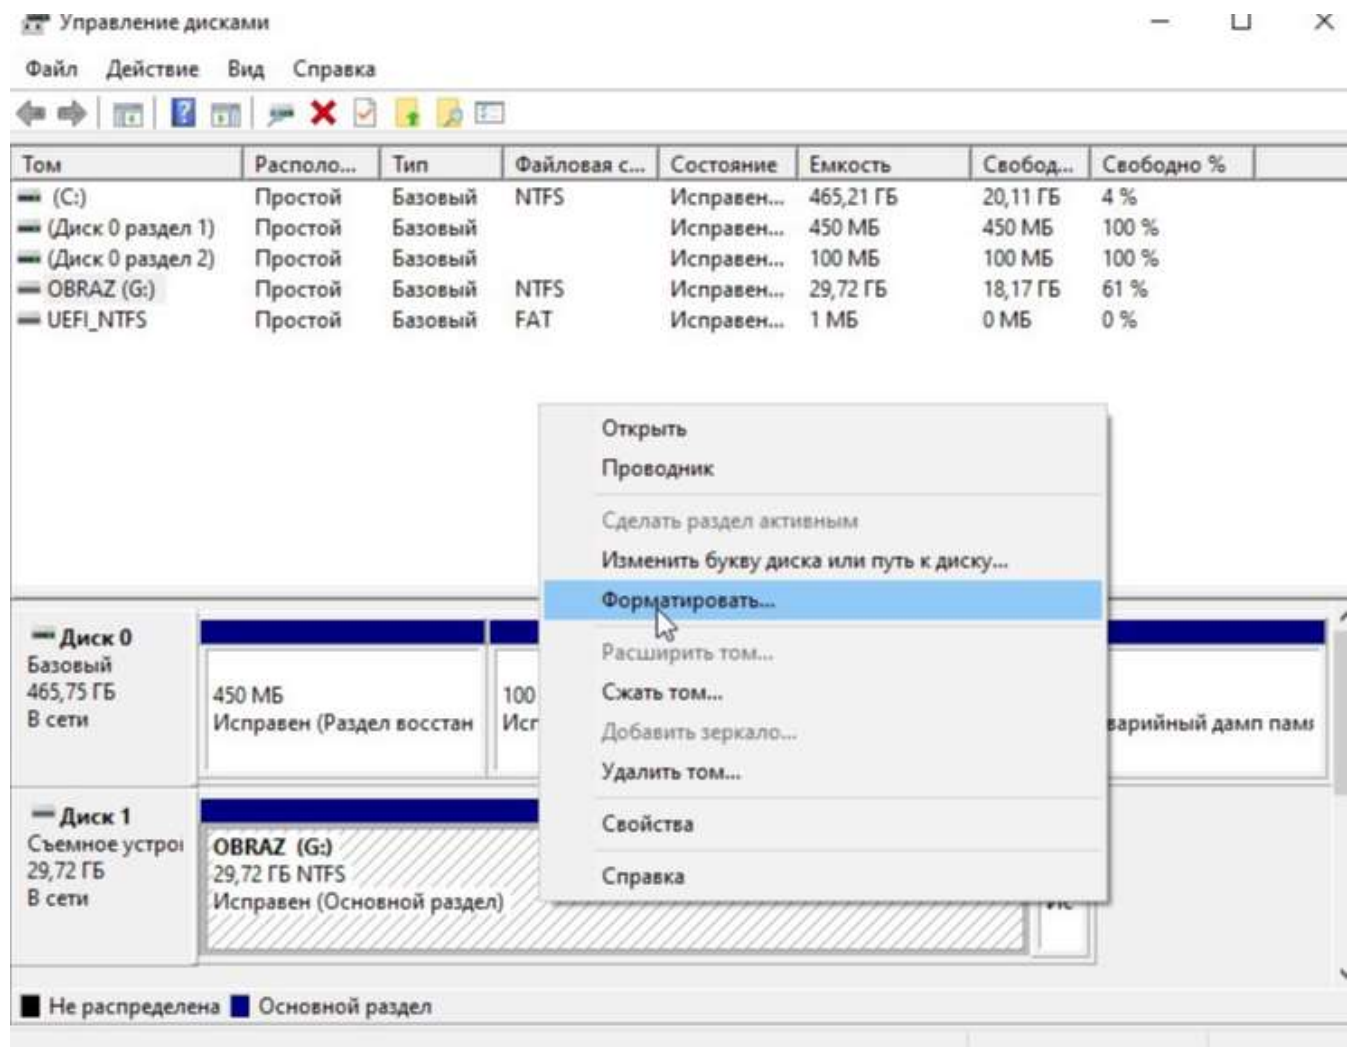 Управление дисками
Файл Действие Вид Справка
Том Располо... Тип Файловая с... Состояние Емкость Свобод... Свободно %
(C:) Простой Базовый NTFS Исправен... 465,21 ГБ 20,11 ГБ 4 %
(Диск 0 раздел 1) Простой Базовый Исправен... 450 МБ 450 МБ 100 %
(Диск 0 раздел 2) Простой Базовый Исправен... 100 МБ 100 МБ 100 %
OBRAZ (G:) Простой Базовый NTFS Исправен... 29,72 ГБ 18,17 ГБ 61 %
UEFI_NTFS Простой Базовый FAT Исправен... 1 МБ 0 МБ 0 %
Открыть
Проводник
Сделать раздел активным
Изменить букву диска или путь к диску...
Форматировать...
Расширить том...
Сжать том...
Добавить зеркало...
Удалить том...
Свойства
Справка
Диск 0
Базовый
465,75 ГБ
В сети
450 МБ
Исправен (Раздел восстан
100
Исп
варийный дамп памя
Диск 1
Съемное устрої
29,72 ГБ
В сети
OBRAZ (G:)
29,72 ГБ NTFS
Исправен (Основной раздел)
Не распределена Основной раздел